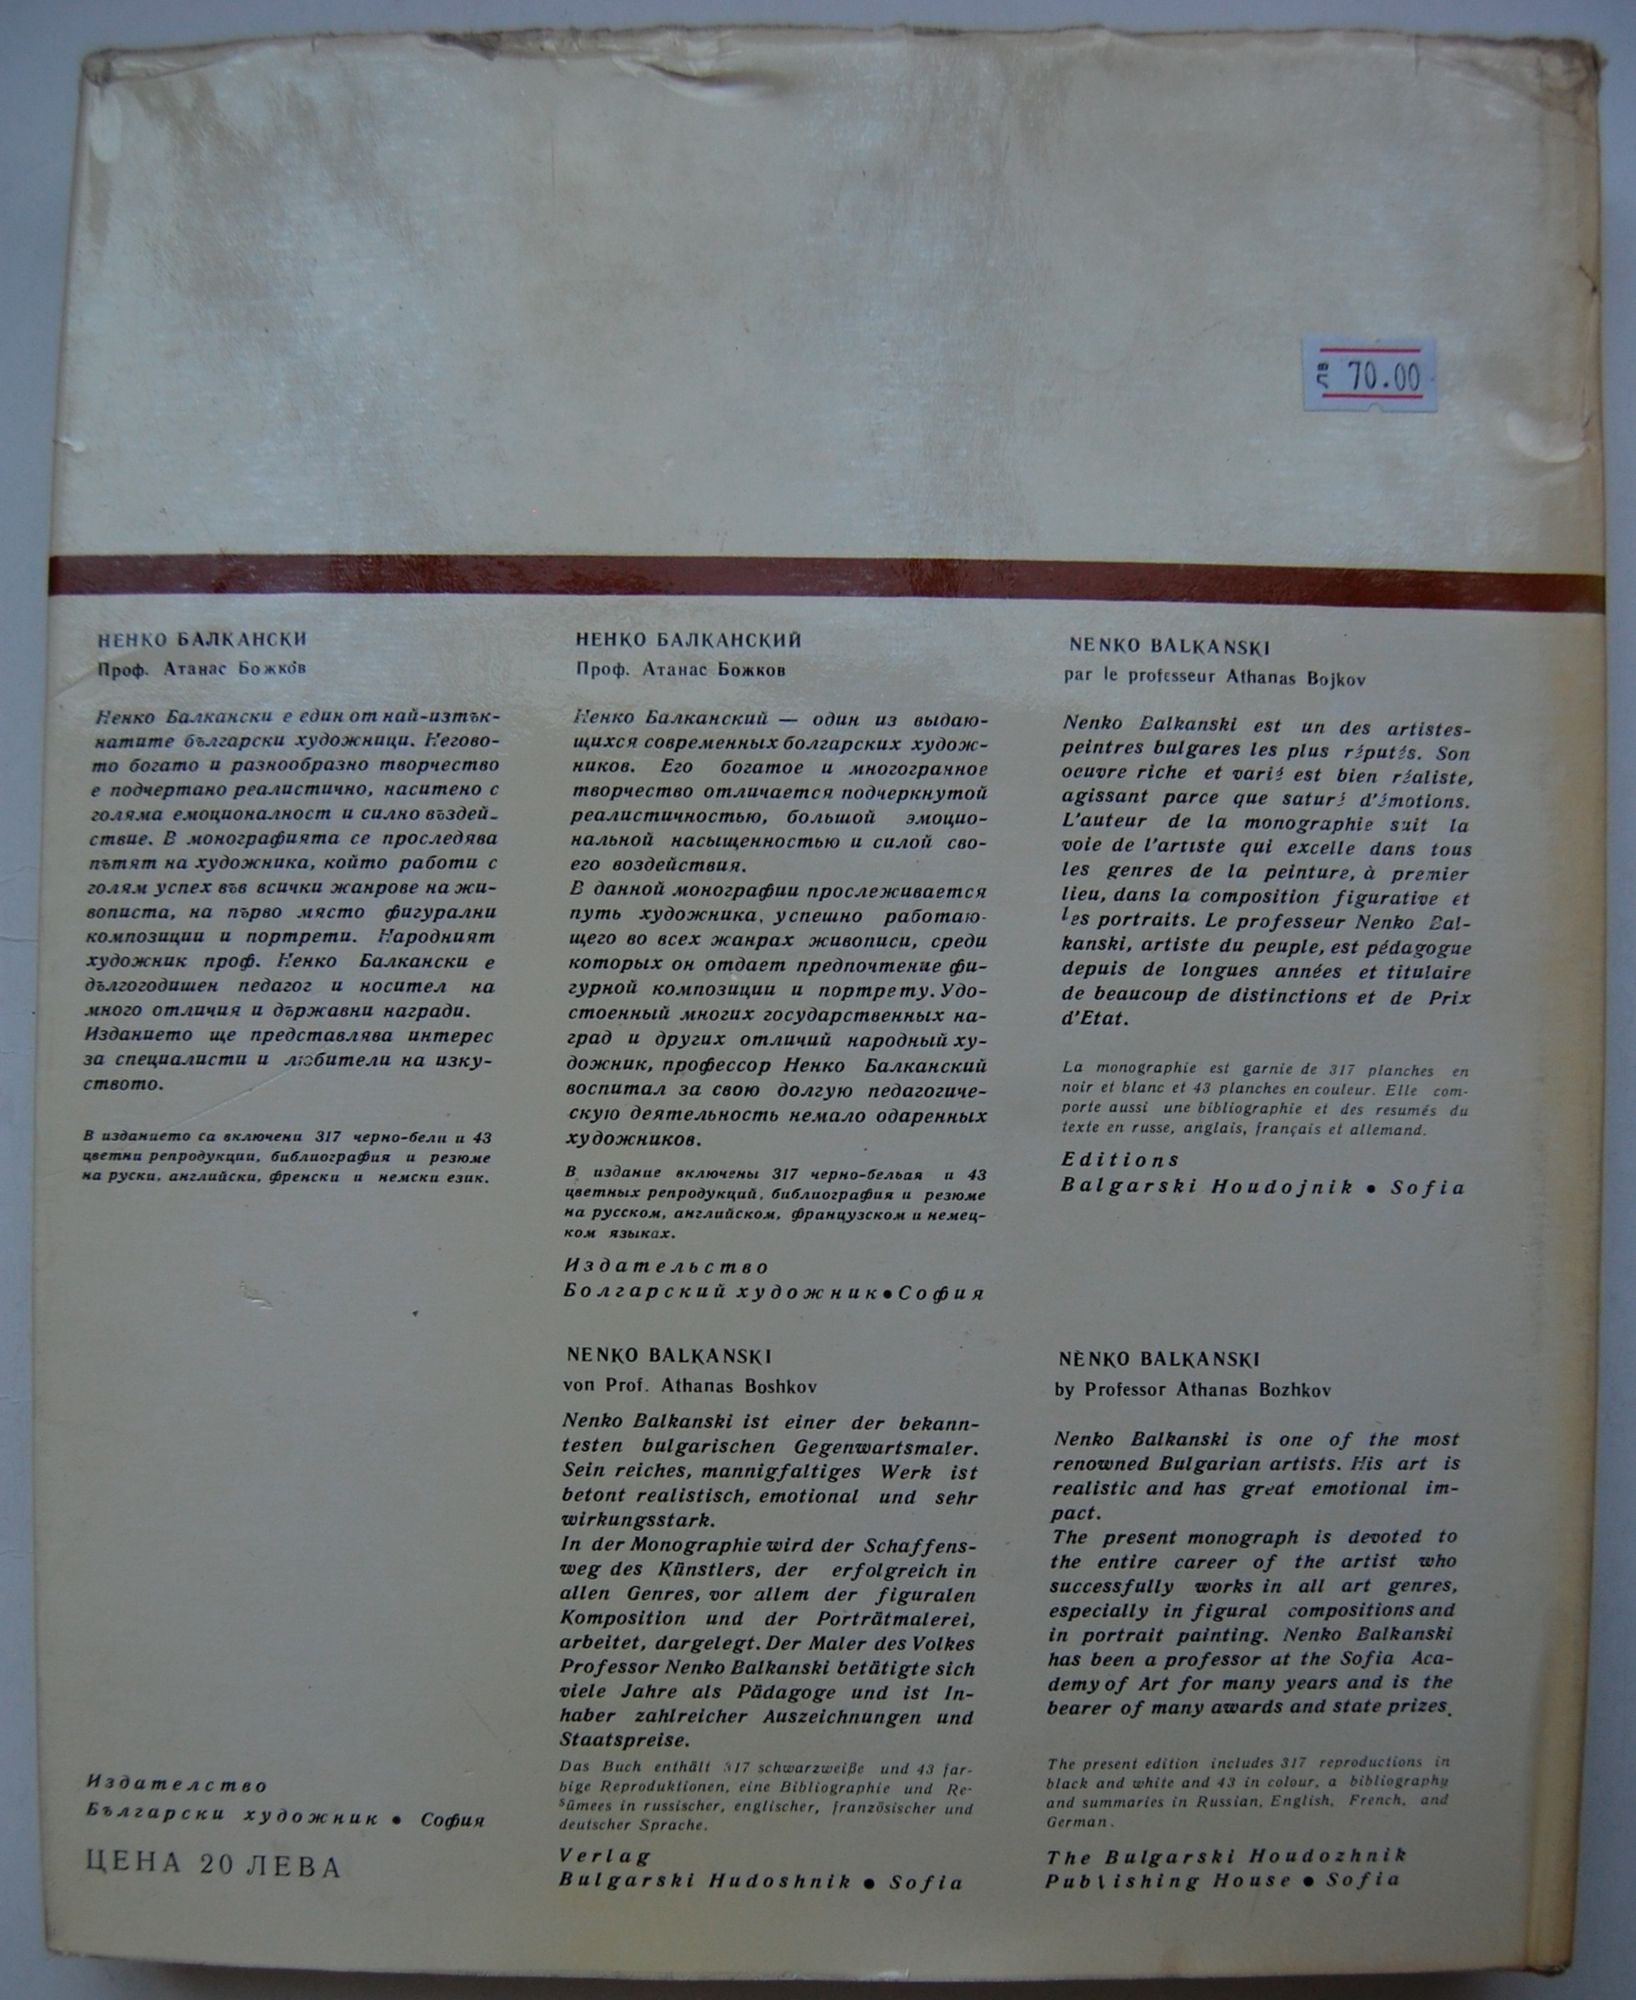 лв 70.00
НЕНКО БАЛКАНСКИ
Проф. Атанас Божков
Ненко Балкански е един от най-изтък-
натите български художници. Негово-
то богато и разнообразно творчество
е подчертано реалистично, наситено с
голяма емоционалност и силно въздей-
ствие. В монографията се проследява
пътят на художника, който работи с
голям успех във всички жанрове на жи-
вописта, на първо място фигурални
композиции и портрети. Народният
художник проф. Ненко Балкански е
дългогодишен педагог и носител на
много отличия и държавни награди.
Изданието ще представлява интерес
за специалисти и любители на изку-
ството.
В изданието са включени 317 черно-бели и 43
цветни репродукции, библиография и резюме
на руски, английски, френски и немски език.
Издателство
Български художник • София
ЦЕНА 20 ЛЕВА
НЕНКО БАЛКАНСКИЙ
Проф. Атанас Божков
Ненко Балканский — один из выдаю-
щихся современных болгарских худож-
ников. Его богатое и многогранное
творчество отличается подчеркнутой
реалистичностью, большой эмоцио-
нальной насыщенностью и силой сво-
его воздействия.
В данной монографии прослеживается
путь художника, успешно работаю-
щего во всех жанрах живописи, среди
которых он отдает предпочтение фи-
гурной композиции и портрету. Удо-
стоенный многих государственных на-
град и других отличий народный ху-
дожник, профессор Ненко Балканский
воспитал за свою долгую педагогиче-
скую деятельность немало одаренных
художников.
В издание включены 317 черно-белыая и 43
цветных репродукций, библиография и резюме
на русском, английском, французском и немец-
ком языках.
Издательство
Болгарский художник • София
NENKO BALKANSKI
par le professeur Athanas Bojkov
Nenko Balkanski est un des artistes-
peintres bulgares les plus réputés. Son
oeuvre riche et varié est bien réaliste,
agissant parce que saturé d'émotions.
L'auteur de la monographie suit la
voie de l'artiste qui excelle dans tous
les genres de la peinture, à premier
lieu, dans la composition figurative et
les portraits. Le professeur Nenko Bal-
kanski, artiste du peuple, est pédagogue
depuis de longues années et titulaire
de beaucoup de distinctions et de Prix
d'Etat.
La monographie est garnie de 317 planches en
noir et blanc et 43 planches en couleur. Elle com-
porte aussi une bibliographie et des resumés du
texte en russe, anglais, français et allemand.
Editions
Balgarski Houdojnik • Sofia
NENKO BALKANSKI
von Prof. Athanas Boshkov
Nenko Balkanski ist einer der bekann-
testen bulgarischen Gegenwartsmaler.
Sein reiches, mannigfaltiges Werk ist
betont realistisch, emotional und sehr
wirkungsstark.
In der Monographie wird der Schaffens-
weg des Künstlers, der erfolgreich in
allen Genres, vor allem der figuralen
Komposition und der Porträtmalerei,
arbeitet, dargelegt. Der Maler des Volkes
Professor Nenko Balkanski betätigte sich
viele Jahre als Pädagoge und ist In-
haber zahlreicher Auszeichnungen und
Staatspreise.
Das Buch enthält 317 schwarzweiße und 43 far-
bige Reproduktionen, eine Bibliographie und Re-
sümees in russischer, englischer, französischer und
deutscher Sprache.
Verlag
Bulgarski Hudoshnik • Sofia
NENKO BALKANSKI
by Professor Athanas Bozhkov
Nenko Balkanski is one of the most
renowned Bulgarian artists. His art is
realistic and has great emotional im-
pact.
The present monograph is devoted to
the entire career of the artist who
successfully works in all art genres,
especially in figural compositions and
in portrait painting. Nenko Balkanski
has been a professor at the Sofia Aca-
demy of Art for many years and is the
bearer of many awards and state prizes.
The present edition includes 317 reproductions in
black and white and 43 in colour, a bibliography
and summaries in Russian, English, French, and
German.
The Bulgarski Houdozhnik
Publishing House • Sofia